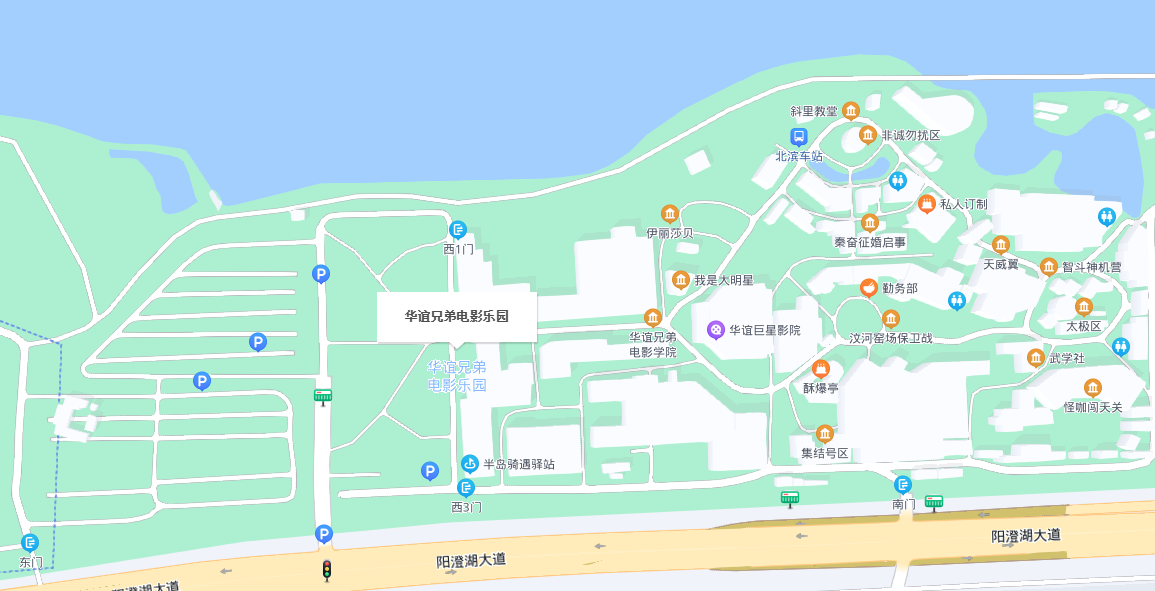 斜里教堂
非诚勿扰区
北滨车站
私人订制
伊丽莎贝
秦奋征婚启事
西1门
天威翼
智斗神机营
我是大明星
勤务部
华谊兄弟电影乐园
太极区
华谊巨星影院
华谊兄弟
电影学院
汶河窑场保卫战
武学社
华谊兄弟
电影乐园
酥爆亭
怪咖闯天关
集结号区
半岛骑遇驿站
西3门
南门
阳澄湖大道
东门
阳澄湖大道
阳澄湖大道
P
P
P
P
P